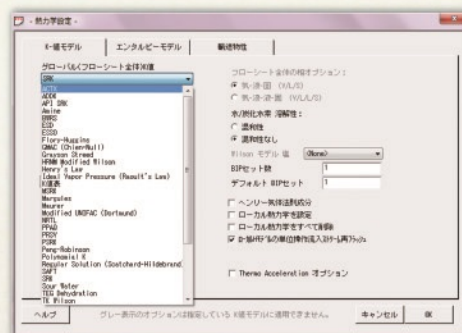 - 熱力学設定 -
K-値モデル
エンタルピーモデル
輸送物性
グローバル(フローシート全体)K値
SRK
ACTX
ADDK
API SRK
Amine
BWRS
ESD
ESSD
Flory-Huggins
GMAC (Chien-Null)
Grayson Streed
HRNM Modified Wilson
Henry's Law
Ideal Vapor Pressure (Raoult's Law)
K値表
MSRK
Margules
Maurer
Modified UNIFAC (Dortmund)
NRTL
PPAQ
PRSV
PSRK
Peng-Robinson
Polynomial K
Regular Solution (Scatchard-Hildebrand)
SAFT
SRK
Sour Water
TEG Dehydration
TK Wilson
フローシート全体の相オプション:
気-液-固 (V/L/S)
気-液-液-固 (V/L/L/S)
水/炭化水素 溶解性:
混和性
混和性なし
Wilson モデル 塩
<None>
BIPセット数
1
デフォルト BIPセット
1
ヘンリー気体法則成分
ローカル熱力学を設定
ローカル熱力学をすべて削除
Thermo Acceleration オプション
ヘルプ
グレー表示のオプションは指定している K値モデルに適用できません。
キャンセル
OK